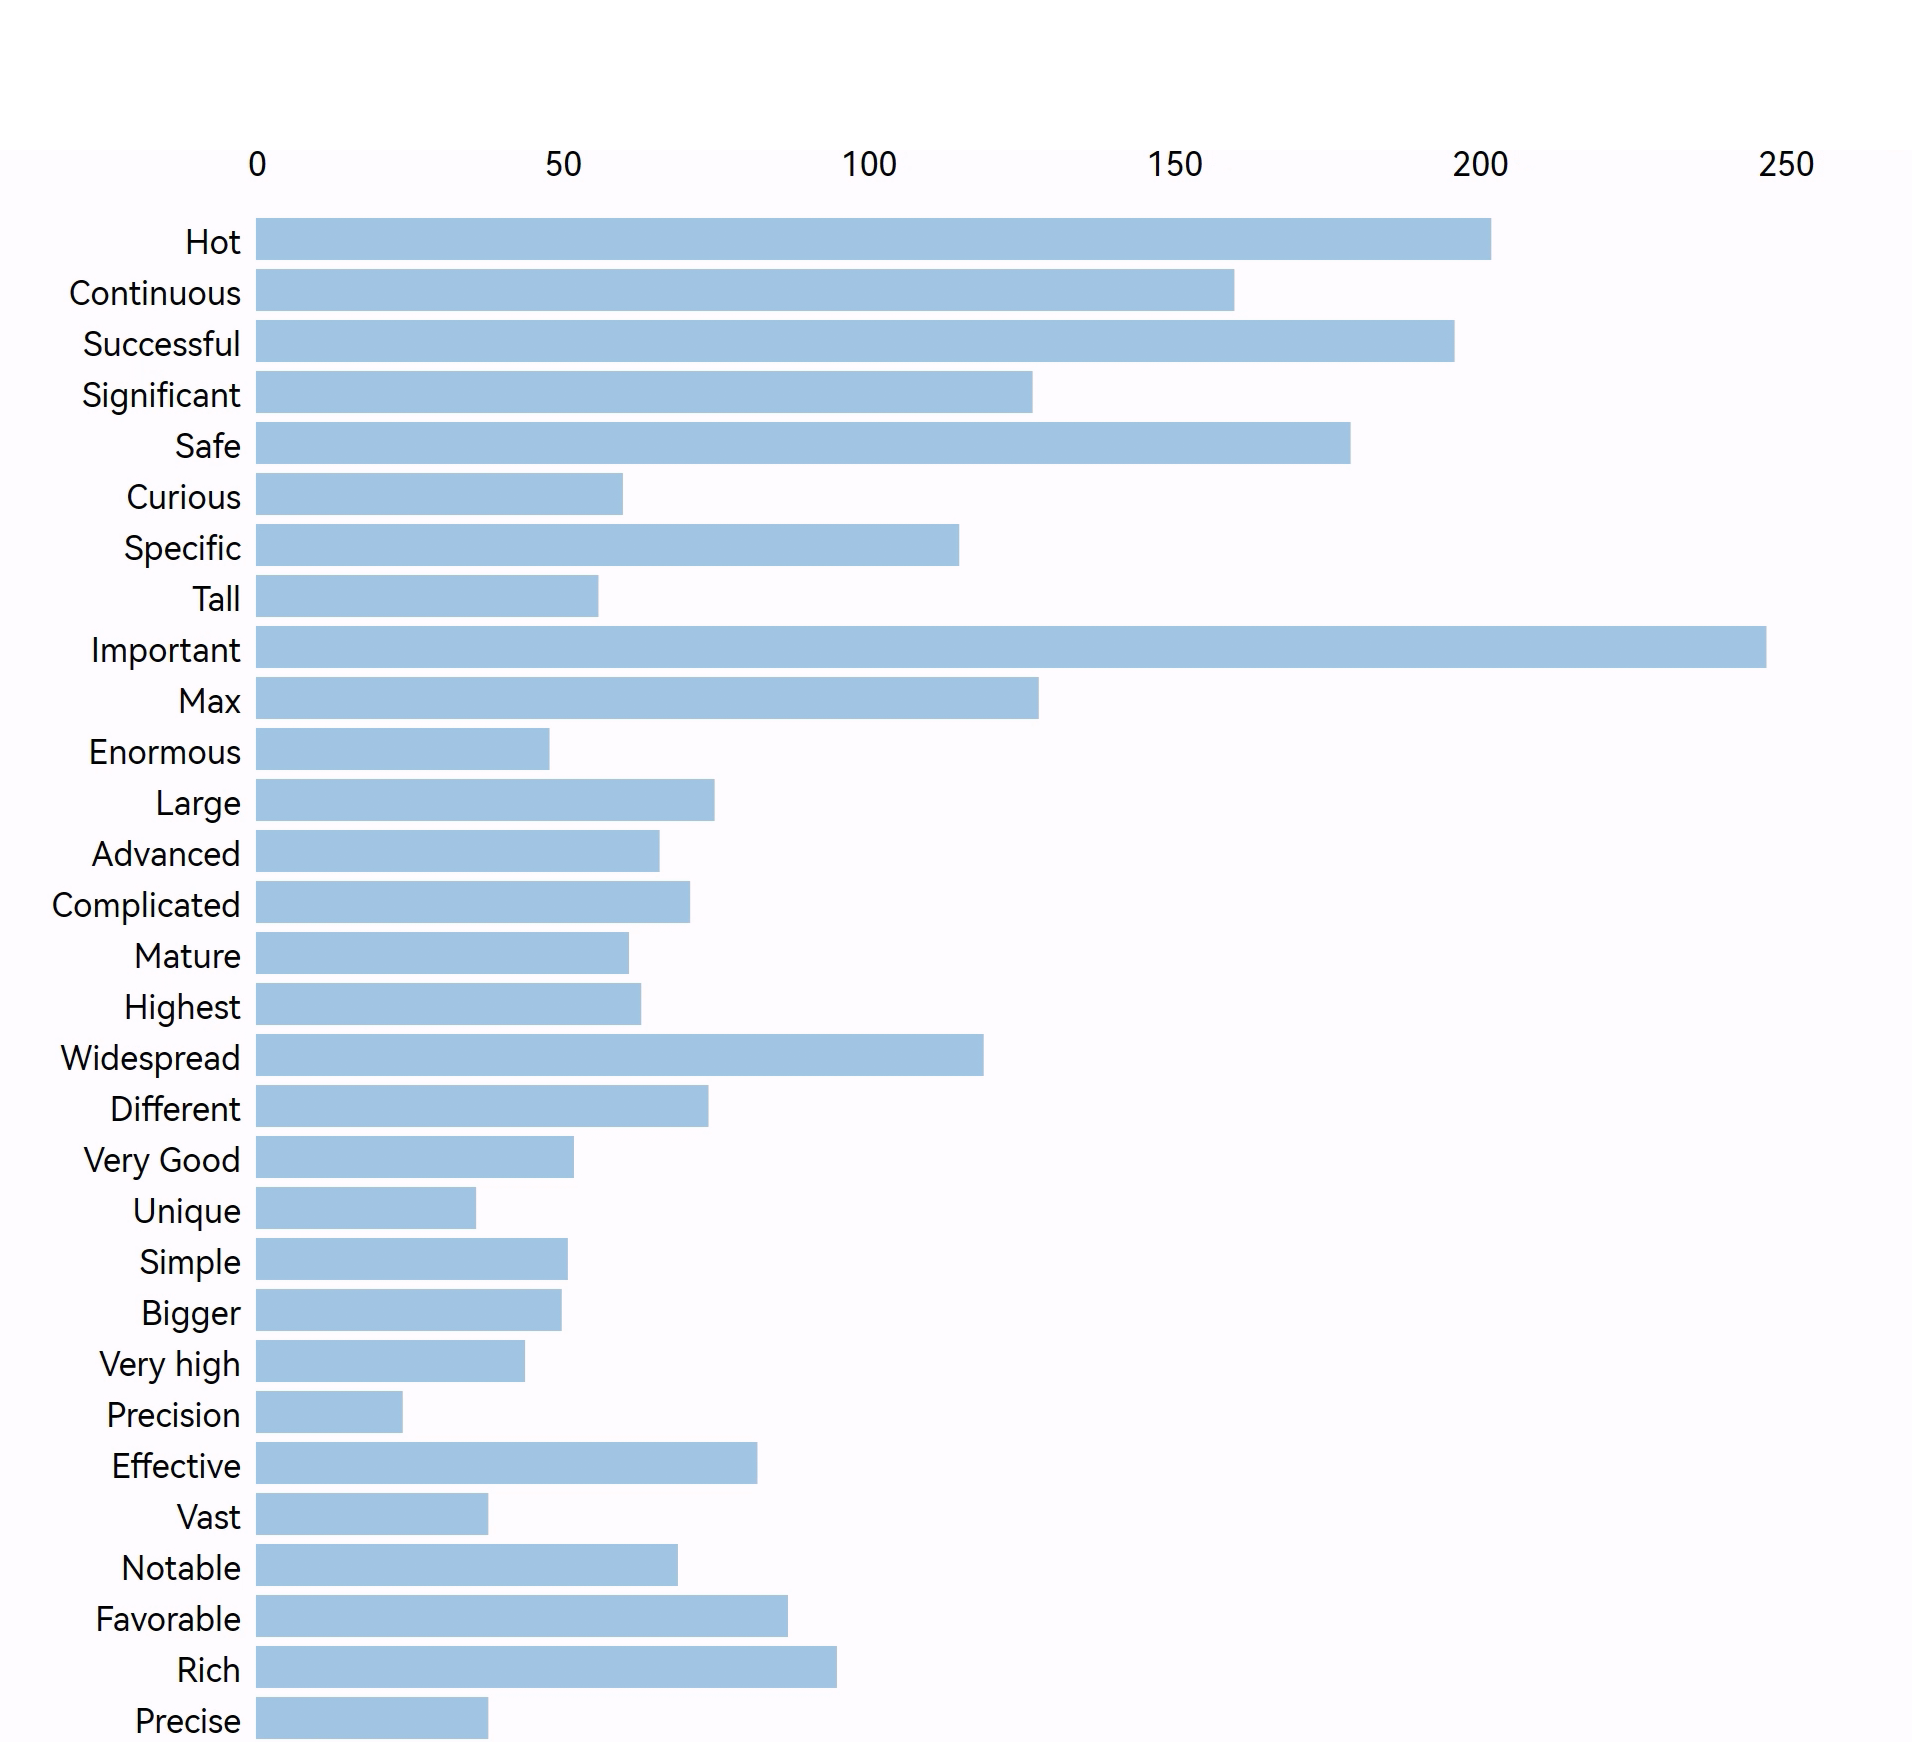 0 50 100 150 200 250
Hot
Continuous
Successful
Significant
Safe
Curious
Specific
Tall
Important
Max
Enormous
Large
Advanced
Complicated
Mature
Highest
Widespread
Different
Very Good
Unique
Simple
Bigger
Very high
Precision
Effective
Vast
Notable
Favorable
Rich
Precise